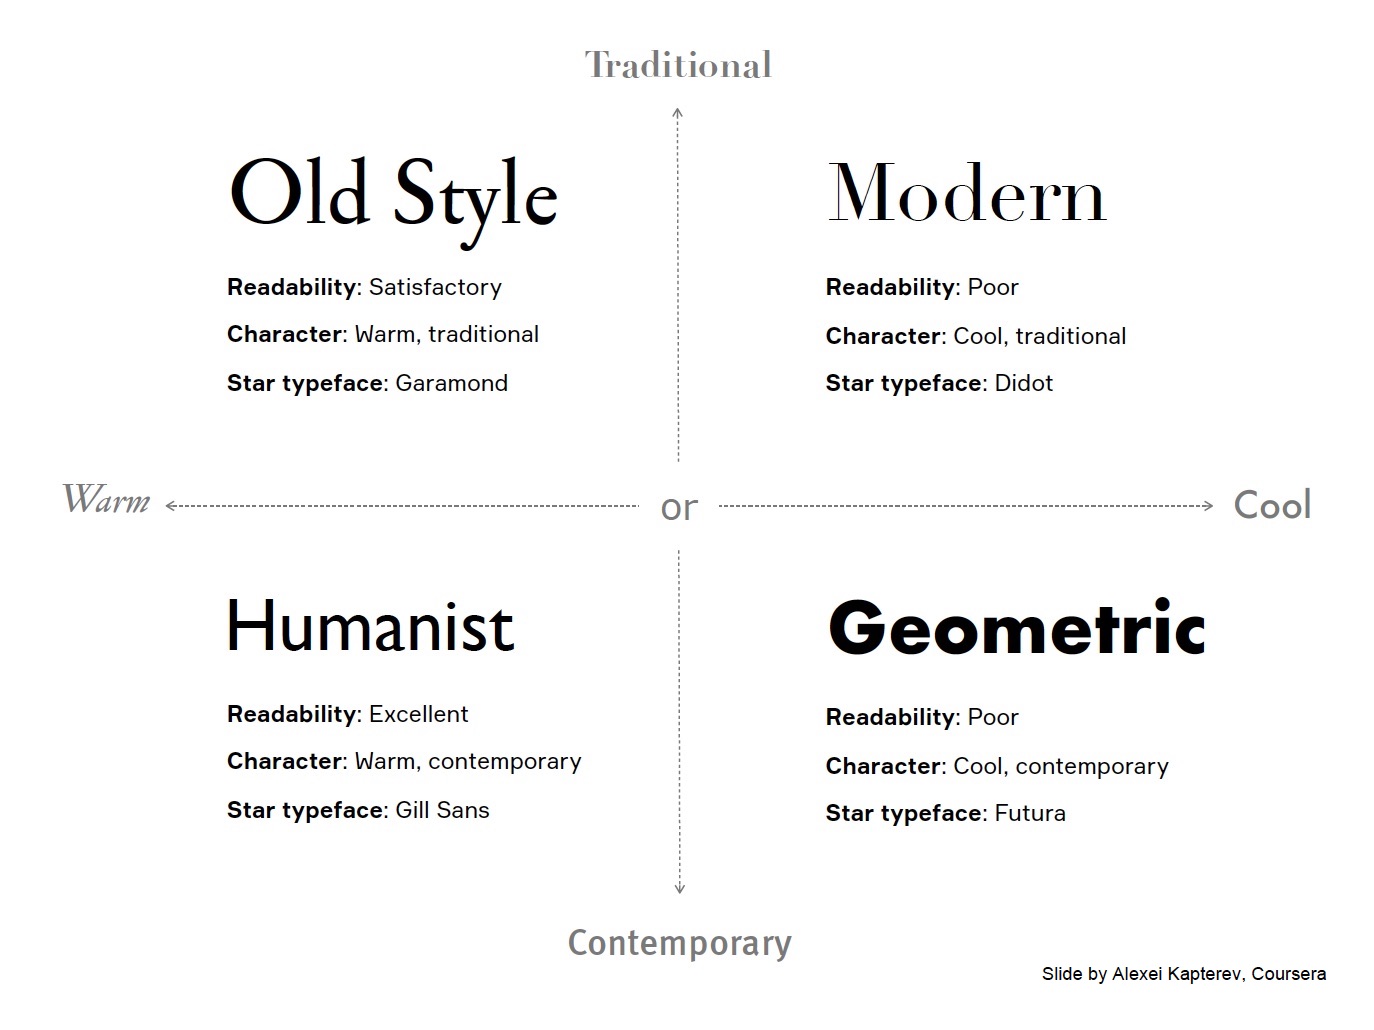 Traditional
Old Style
Readability: Satisfactory
Character: Warm, traditional
Star typeface: Garamond
Modern
Readability: Poor
Character: Cool, traditional
Star typeface: Didot
Warm
or
Cool
Humanist
Readability: Excellent
Character: Warm, contemporary
Star typeface: Gill Sans
Geometric
Readability: Poor
Character: Cool, contemporary
Star typeface: Futura
Contemporary
Slide by Alexei Kapterev, Coursera